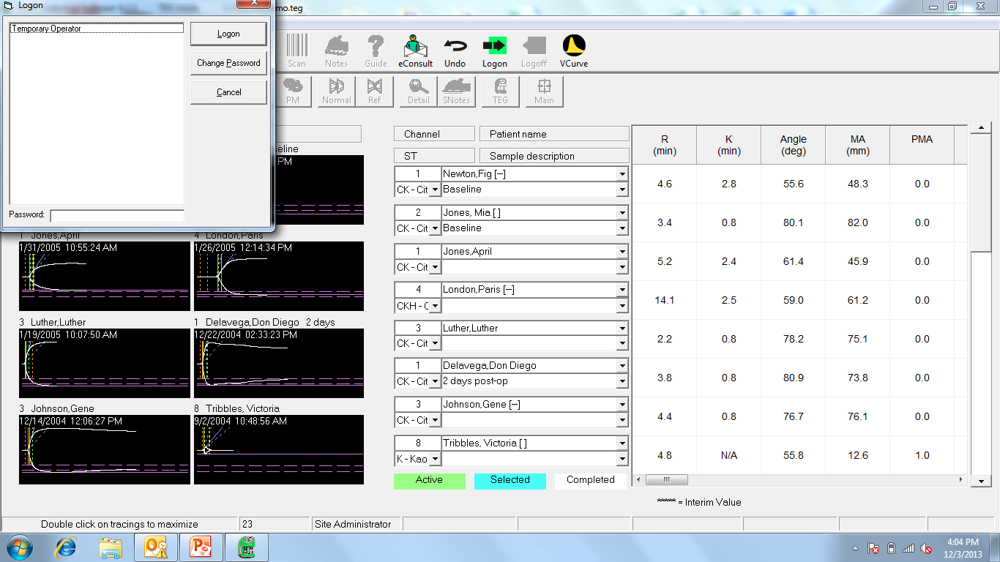 Logon
mo.teg
Temporary Operator
Logon
Change Password
Cancel
Password:
Scan
Notes
Guide
eConsult
Undo
Logon
Logoff
VCurve
PM
Normal
Ref
Detail
SNotes
TEG
Main
eline
PM
1 Jones,April
1/31/2005 10:55:24 AM
4 London,Paris
1/26/2005 12:14:34 PM
3 Luther,Luther
1/19/2005 10:07:50 AM
1 Delavega,Don Diego 2 days
12/22/2004 02:33:23 PM
3 Johnson,Gene
12/14/2004 12:06:27 PM
8 Tribbles, Victoria
9/2/2004 10:48:56 AM
Channel Patient name
ST Sample description
1 Newton,Fig [--]
CK - Cit Baseline
2 Jones, Mia [ ]
CK - Cit Baseline
1 Jones,April
CK - Cit
4 London,Paris [--]
CKH - C
3 Luther,Luther
CK - Cit
1 Delavega,Don Diego
CK - Cit 2 days post-op
3 Johnson,Gene [--]
CK - Cit
8 Tribbles, Victoria [ ]
K - Kao
Active Selected Completed
R K Angle MA PMA
(min) (min) (deg) (mm)
4.6 2.8 55.6 48.3 0.0
3.4 0.8 80.1 82.0 0.0
5.2 2.4 61.4 45.9 0.0
14.1 2.5 59.0 61.2 0.0
2.2 0.8 78.2 75.1 0.0
3.8 0.8 80.9 73.8 0.0
4.4 0.8 76.7 76.1 0.0
4.8 N/A 55.8 12.6 1.0
****** = Interim Value
Double click on tracings to maximize 23 Site Administrator
4:04 PM
12/3/2013